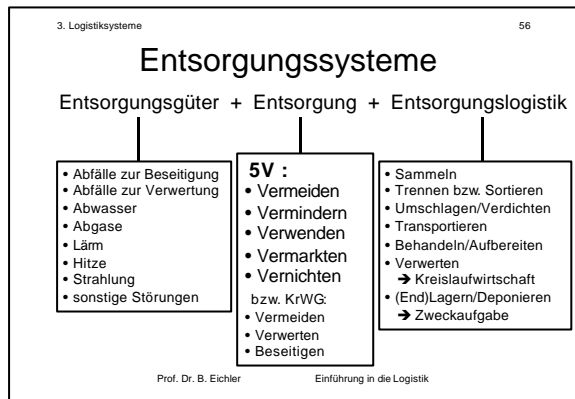 3. Logistiksysteme 56
Entsorgungssysteme
Entsorgungsgüter + Entsorgung + Entsorgungslogistik
• Abfälle zur Beseitigung
• Abfälle zur Verwertung
• Abwasser
• Abgase
• Lärm
• Hitze
• Strahlung
• sonstige Störungen
5V :
• Vermeiden
• Vermindern
• Verwenden
• Vermarkten
• Vernichten
bzw. KrWG:
• Vermeiden
• Verwerten
• Beseitigen
• Sammeln
• Trennen bzw. Sortieren
• Umschlagen/Verdichten
• Transportieren
• Behandeln/Aufbereiten
• Verwerten
➔ Kreislaufwirtschaft
• (End)Lagern/Deponieren
➔ Zweckaufgabe
Prof. Dr. B. Eichler Einführung in die Logistik